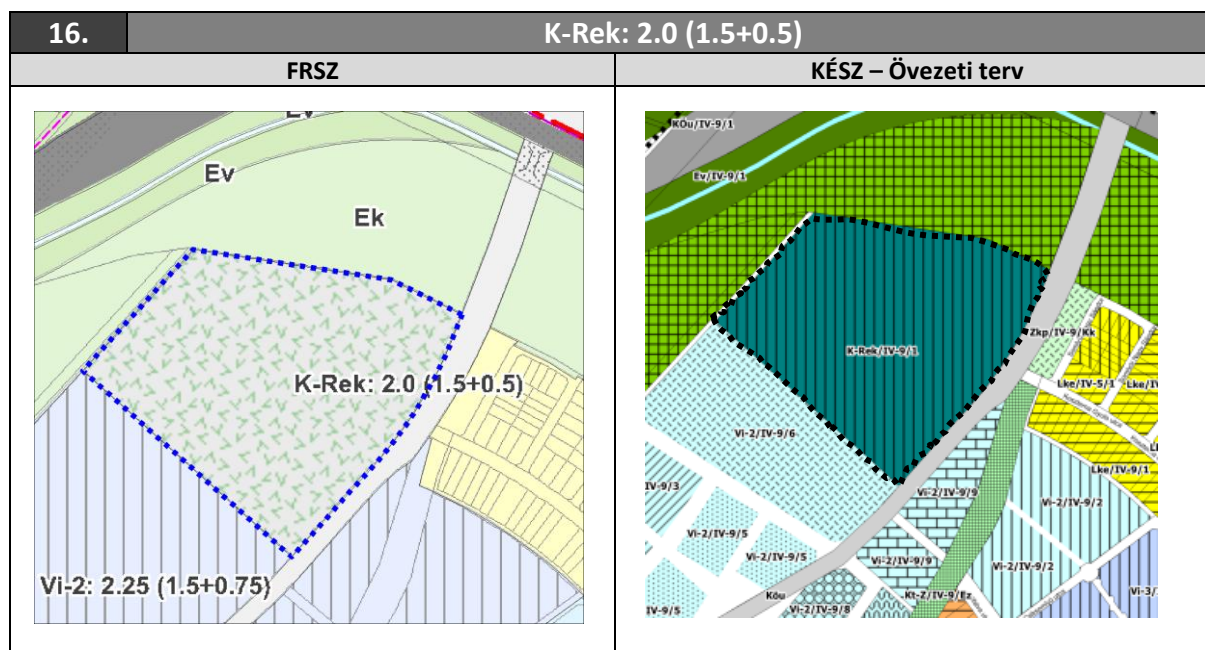 16.
K-Rek: 2.0 (1.5+0.5)
FRSZ
KÉSZ – Övezeti terv
Ev
Ev
Ek
K-Rek: 2.0 (1.5+0.5)
Vi-2: 2.25 (1.5+0.75)
KÖu/IV-9/1
Ev/IV-9/1
K-Rek/IV-9/1
Zkp/IV-9/Kk
Lke/IV-5/1
Lke/IV
Lke/IV-9/1
Vi-2/IV-9/6
IV-9/3
Vi-2/IV-9/9
Vi-2/IV-9/2
Vi-2/IV-9/5
Vi-2/IV-9/5
Vi-2/IV-9/9
Vi-2/IV-9/2
IV-9/5
Köu
Vi-2/IV-9/8
Kt-Z/IV-9/Ez
Vi-3/